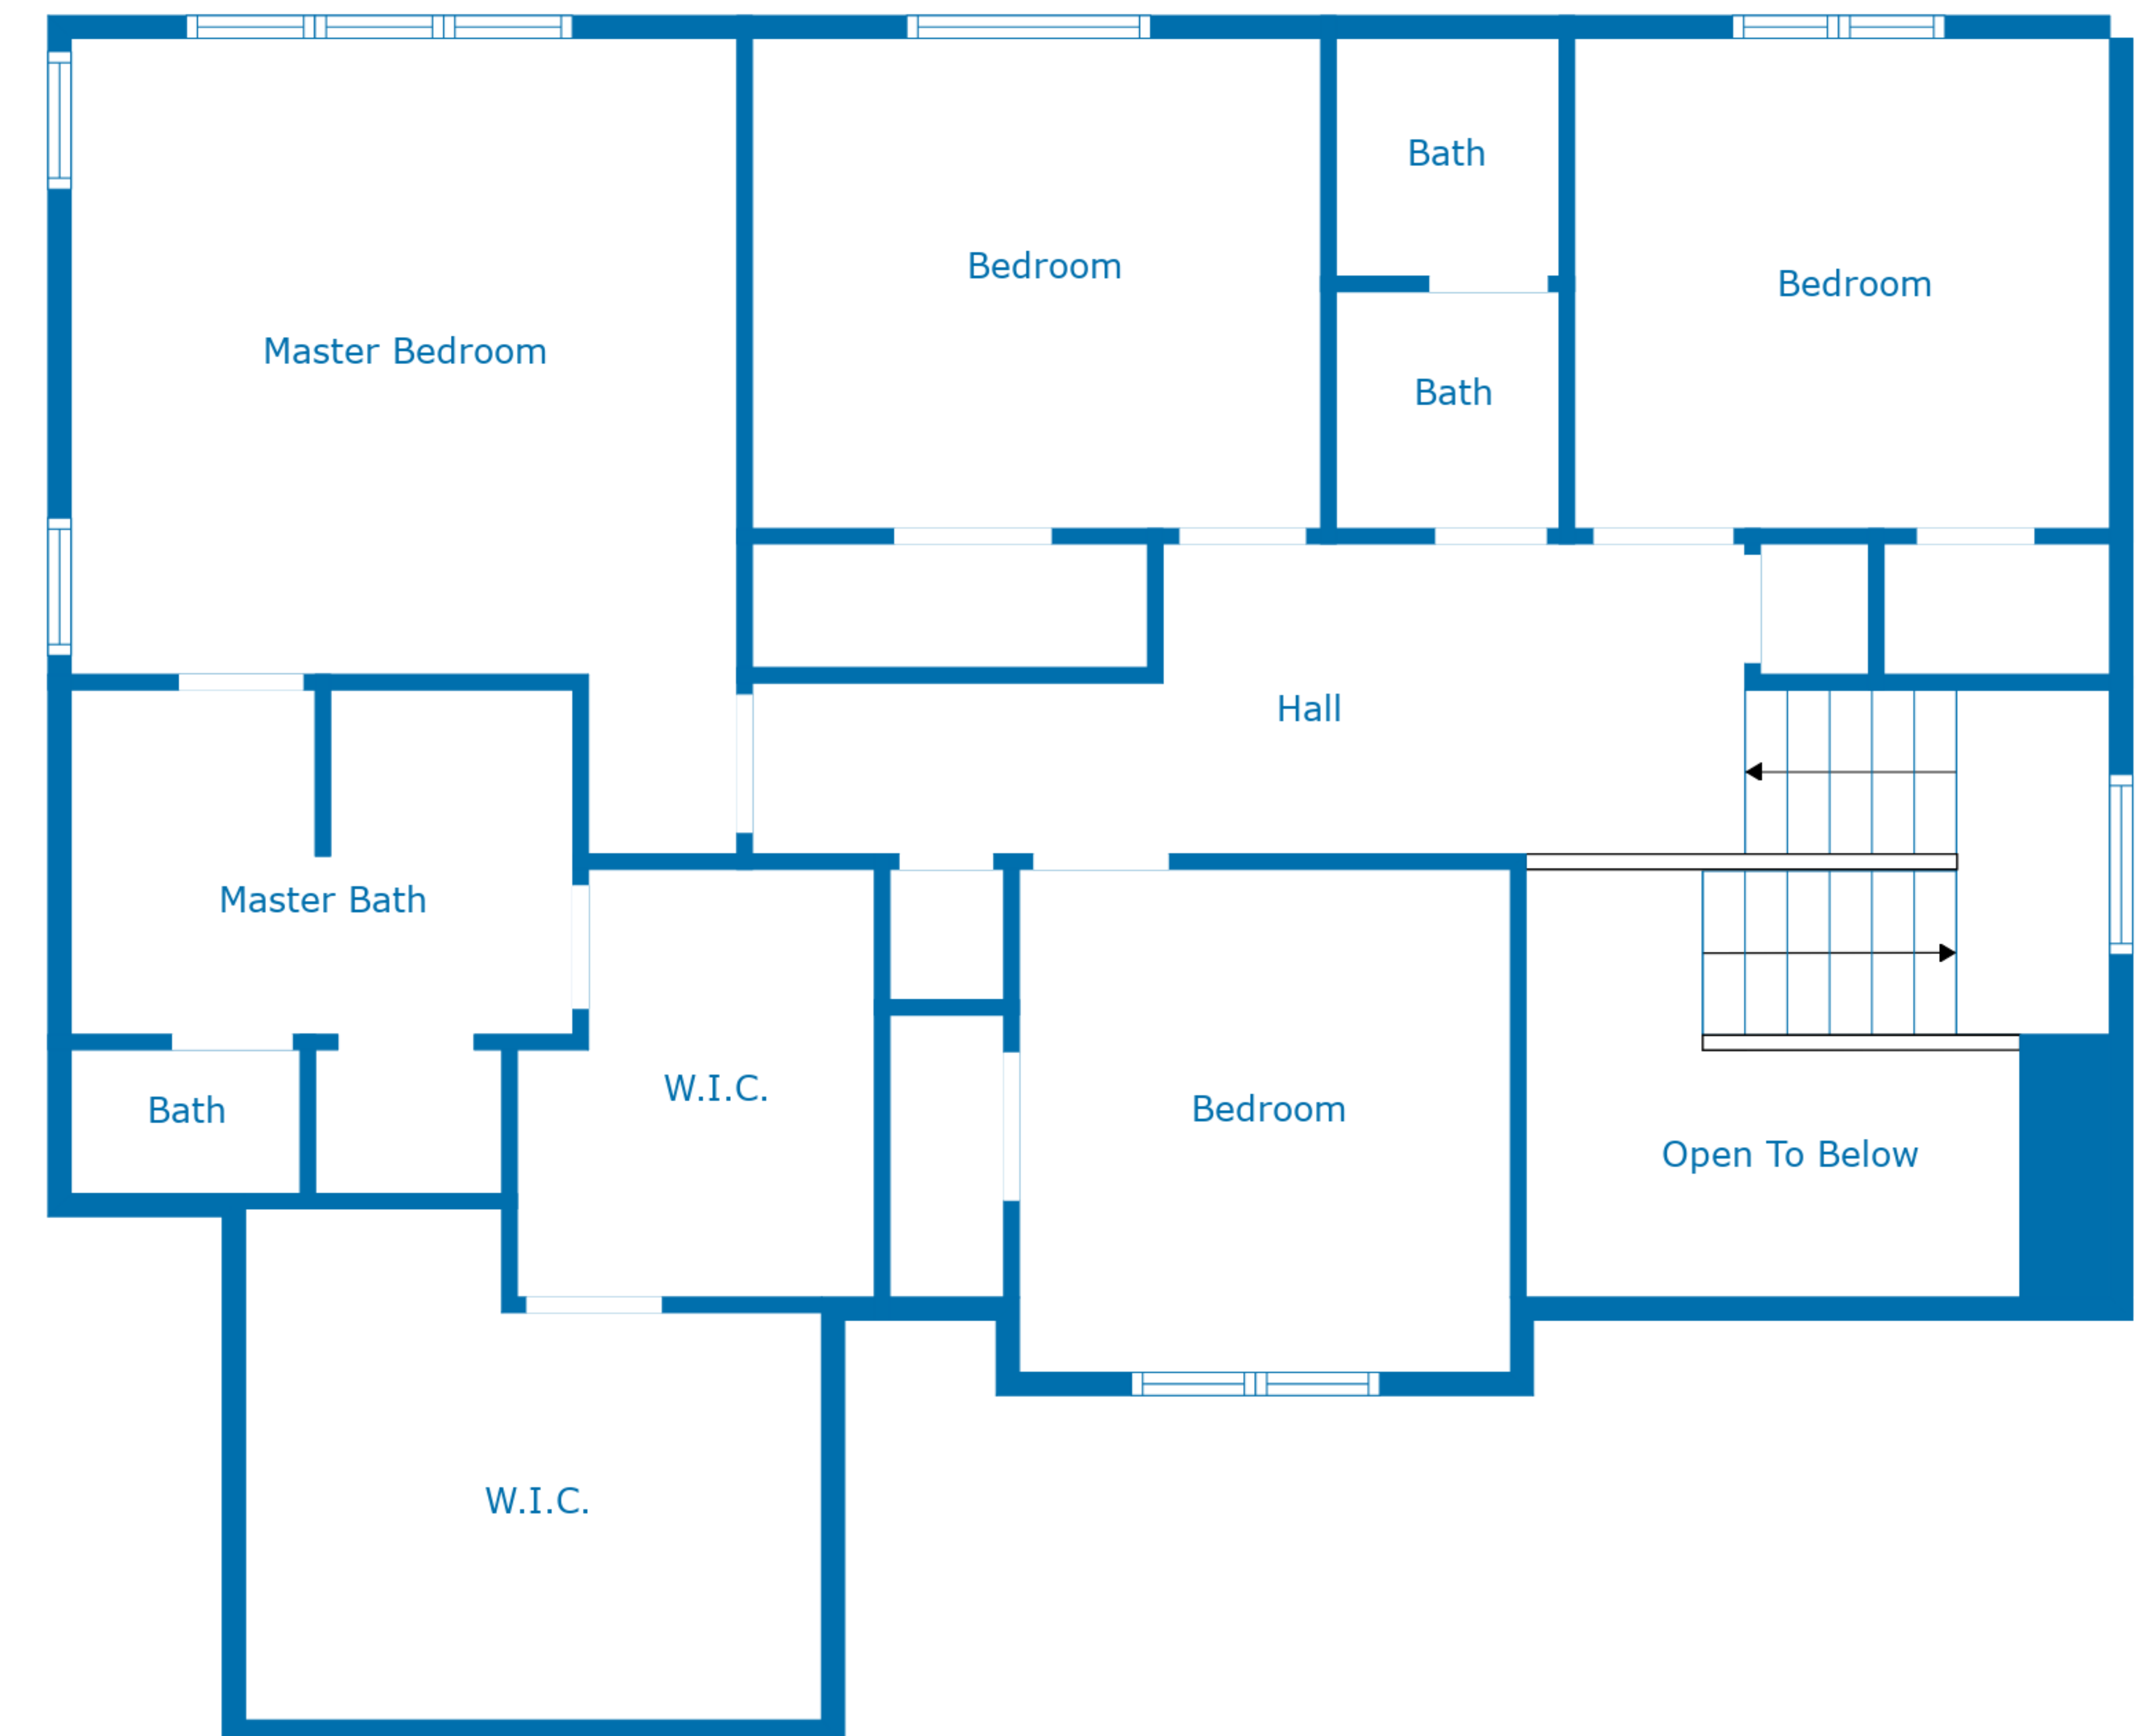 Bath
Bedroom
Bedroom
Master Bedroom
Bath
Hall
Master Bath
W.I.C.
Bath
Bedroom
Open To Below
W.I.C.